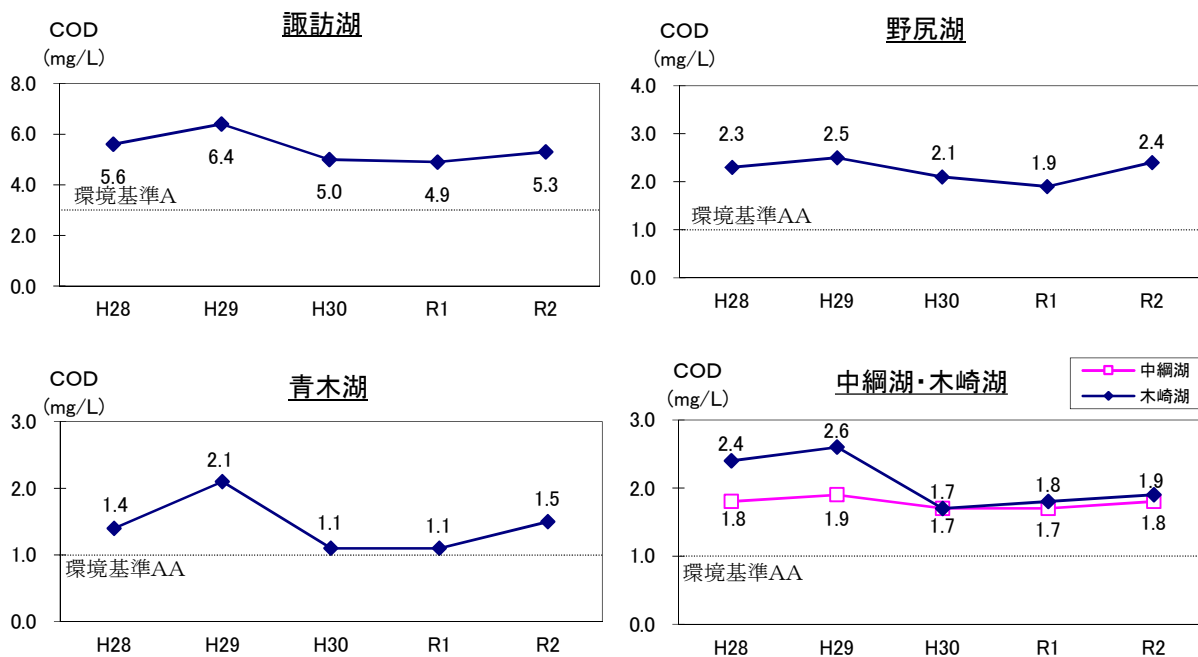 諏訪湖
COD
(mg/L)
8.0
6.0
4.0
2.0
0.0
5.6
6.4
5.0
4.9
5.3
環境基準A
H28
H29
H30
R1
R2
野尻湖
COD
(mg/L)
4.0
3.0
2.0
1.0
0.0
2.3
2.5
2.1
1.9
2.4
環境基準AA
H28
H29
H30
R1
R2
青木湖
COD
(mg/L)
3.0
2.0
1.0
0.0
1.4
2.1
1.1
1.1
1.5
環境基準AA
H28
H29
H30
R1
R2
中綱湖・木崎湖
中綱湖
木崎湖
COD
(mg/L)
3.0
2.0
1.0
0.0
2.4
2.6
1.7
1.8
1.9
1.8
1.9
1.7
1.7
1.8
環境基準AA
H28
H29
H30
R1
R2